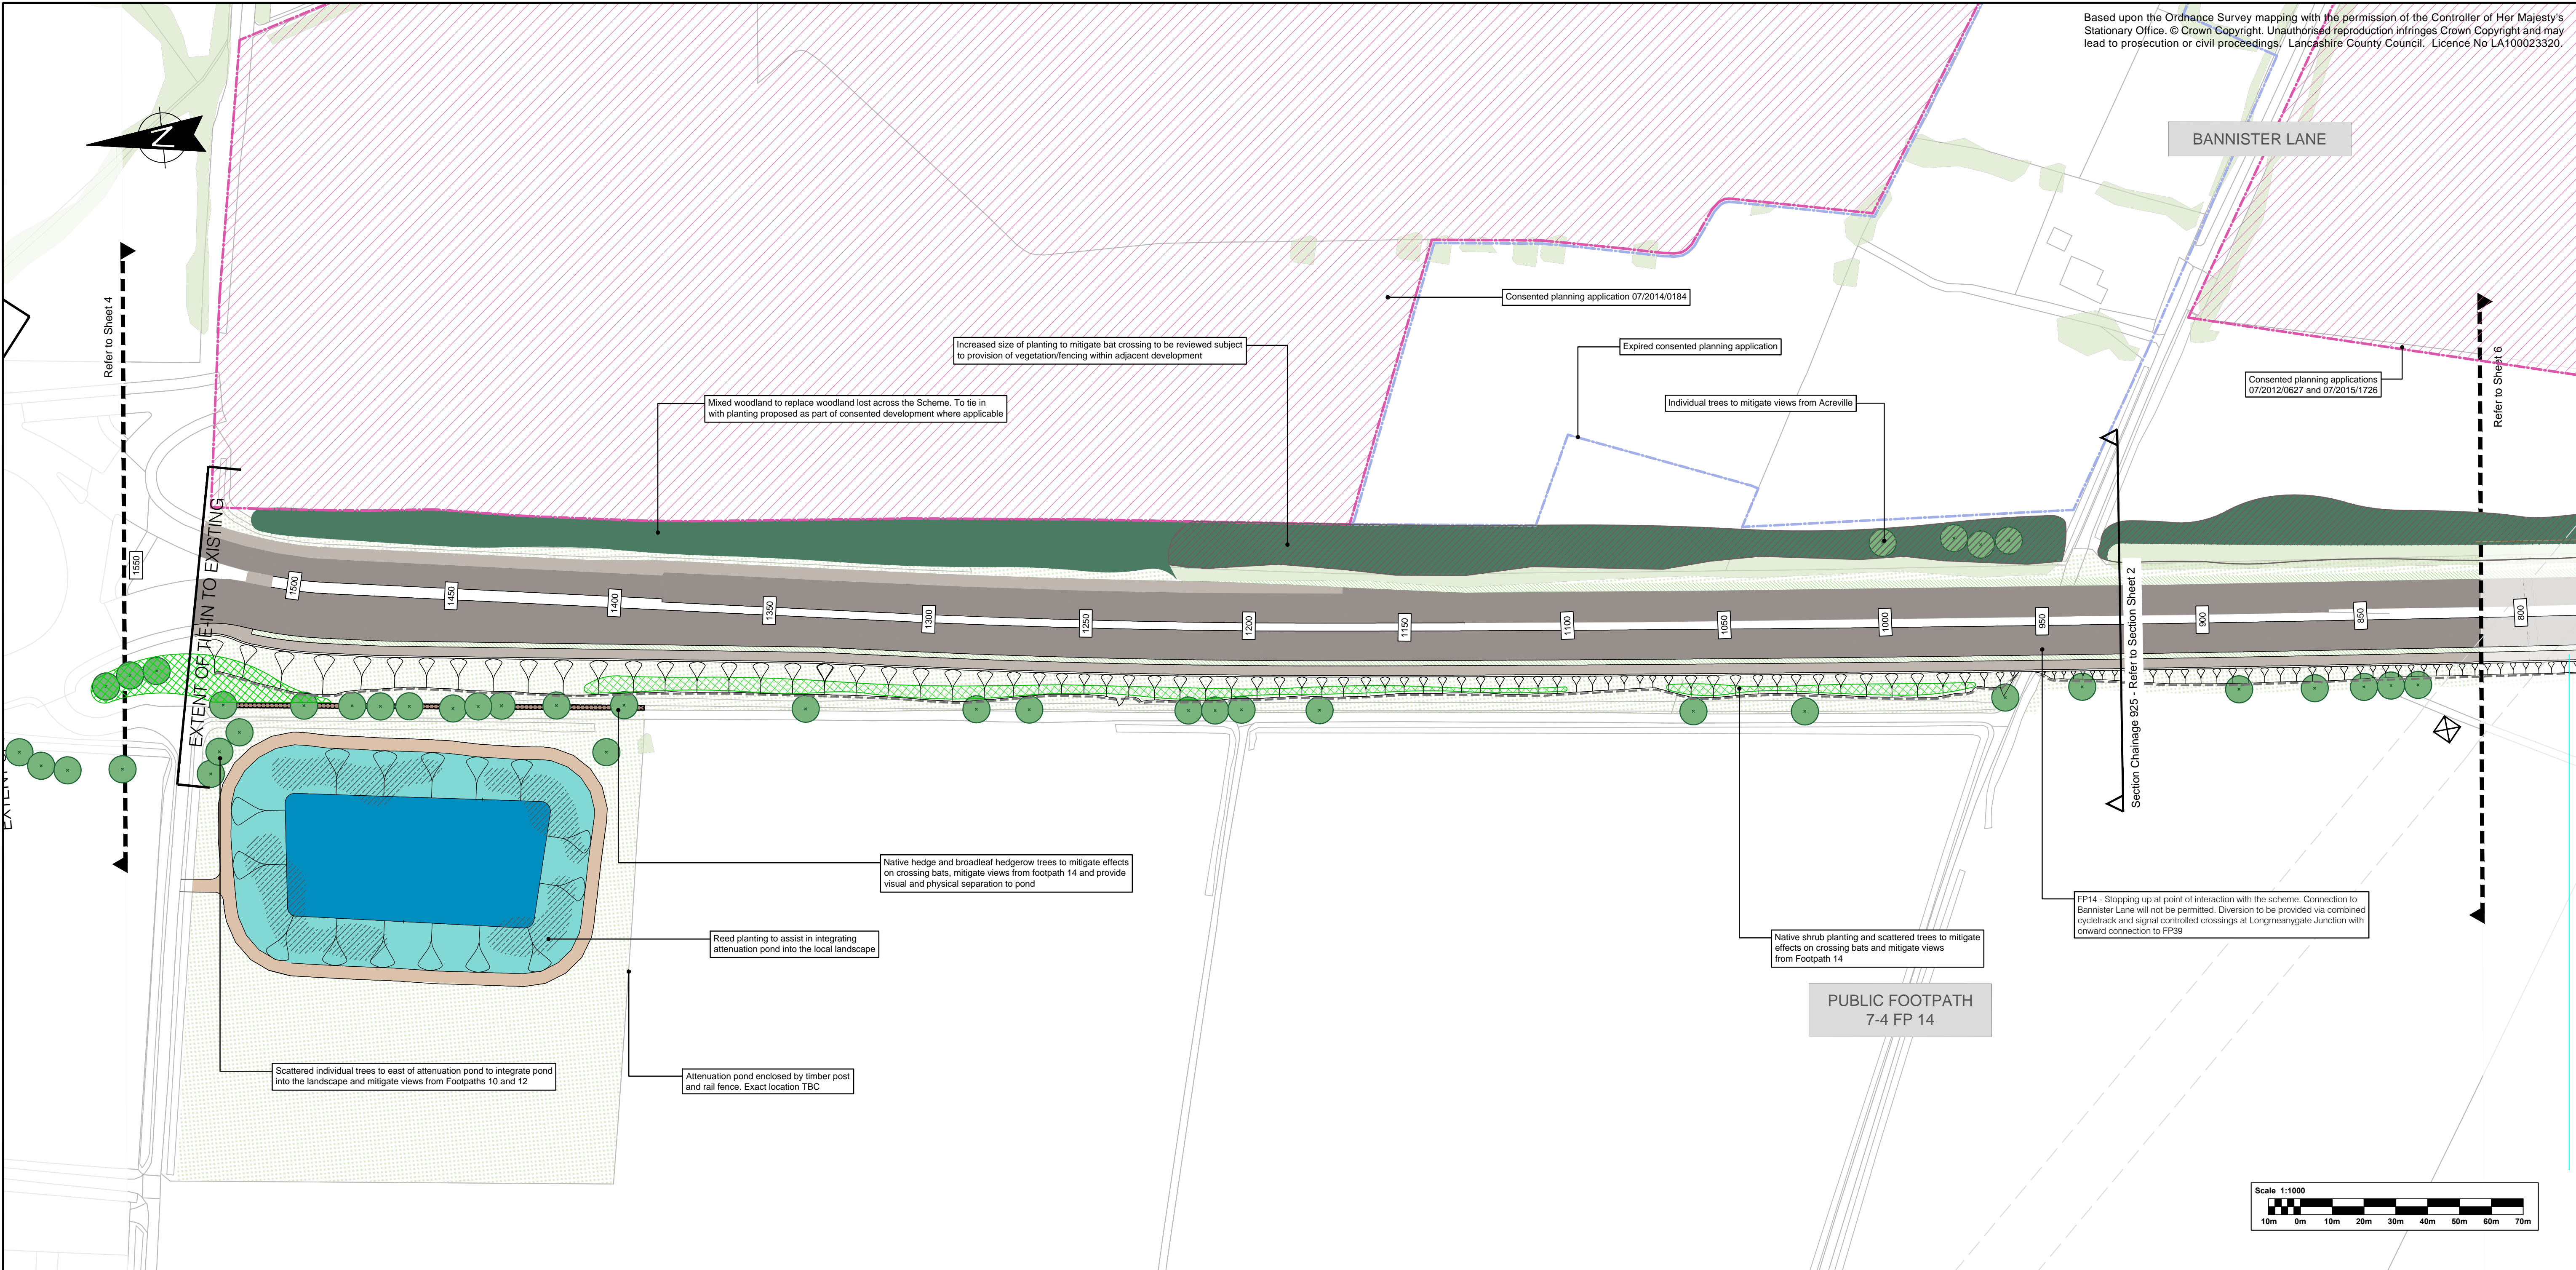 Based upon the Ordnance Survey mapping with the permission of the Controller of Her Majesty's
Stationary Office. © Crown Copyright. Unauthorised reproduction infringes Crown Copyright and may
lead to prosecution or civil proceedings. Lancashire County Council. Licence No LA100023320.
N
BANNISTER LANE
Refer to Sheet 4
Consented planning application 07/2014/0184
Increased size of planting to mitigate bat crossing to be reviewed subject
to provision of vegetation/fencing within adjacent development
Expired consented planning application
Consented planning applications
07/2012/0627 and 07/2015/1726
Refer to Sheet 6
Mixed woodland to replace woodland lost across the Scheme. To tie in
with planting proposed as part of consented development where applicable
Individual trees to mitigate views from Acreville
EXTENT OF TIE-IN TO EXISTING
1550
1500
1450
1400
1350
1300
1250
1200
1150
1100
1050
1000
950
900
850
800
Section Chainage 925 - Refer to Section Sheet 2
EXTENT
Native hedge and broadleaf hedgerow trees to mitigate effects
on crossing bats, mitigate views from footpath 14 and provide
visual and physical separation to pond
FP14 - Stopping up at point of interaction with the scheme. Connection to
Bannister Lane will not be permitted. Diversion to be provided via combined
cycletrack and signal controlled crossings at Longmeanygate Junction with
onward connection to FP39
Reed planting to assist in integrating
attenuation pond into the local landscape
Native shrub planting and scattered trees to mitigate
effects on crossing bats and mitigate views
from Footpath 14
PUBLIC FOOTPATH
7-4 FP 14
Scattered individual trees to east of attenuation pond to integrate pond
into the landscape and mitigate views from Footpaths 10 and 12
Attenuation pond enclosed by timber post
and rail fence. Exact location TBC
Scale 1:1000
10m 0m 10m 20m 30m 40m 50m 60m 70m